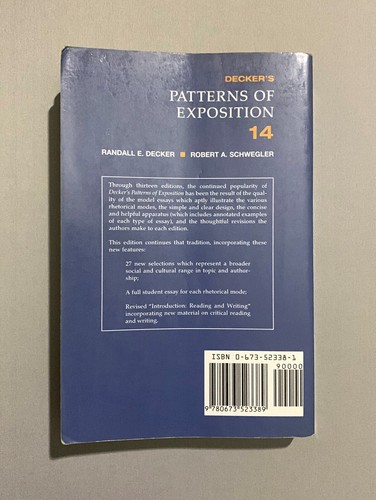 DECKER'S
PATTERNS OF
EXPOSITION
14
RANDALL E. DECKER ■ ROBERT A. SCHWEGLER
Through thirteen editions, the continued popularity of
Decker's Patterns of Exposition has been the result of the qual-
ity of the model essays which aptly illustrate the various
rhetorical modes, the simple and clear design, the concise
and helpful apparatus (which includes annotated examples
of each type of essay), and the thoughtful revisions the
authors make to each edition.
This edition continues that tradition, incorporating these
new features:
27 new selections which represent a broader
social and cultural range in topic and author-
ship;
A full student essay for each rhetorical mode;
Revised "Introduction: Reading and Writing"
incorporating new material on critical reading
and writing.
ISBN 0-673-52338-1
90000
9 780673 523389